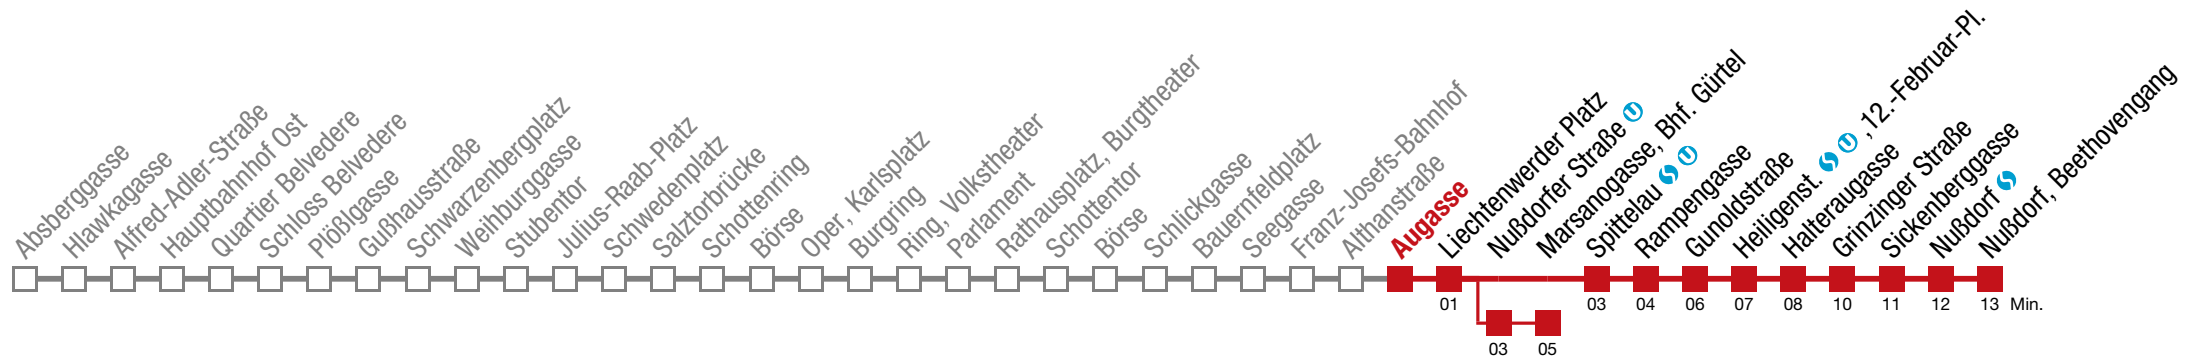 Absberggasse
Hlawkagasse
Alfred-Adler-Straße
Hauptbahnhof Ost
Quartier Belvedere
Schloss Belvedere
Plößlgasse
Gußhausstraße
Schwarzenbergplatz
Weihburggasse
Stubentor
Julius-Raab-Platz
Schwedenplatz
Salztorbrücke
Schottenring
Börse
Oper, Karlsplatz
Burgring
Ring, Volkstheater
Parlament
Rathausplatz, Burgtheater
Schottentor
Börse
Schlickgasse
Bauernfeldplatz
Seegasse
Franz-Josefs-Bahnhof
Althanstraße
Augasse
Liechtenwerder Platz
Nußdorfer Straße U
Marsanogasse, Bhf. Gürtel
Spittelau S U
Rampengasse
Gunoldstraße
Heiligenst. S U ,12.-Februar-Pl.
Halteraugasse
Grinzinger Straße
Sickenberggasse
Nußdorf S
Nußdorf, Beethovengang
01 03 04 06 07 08 10 11 12 13 Min.
03 05